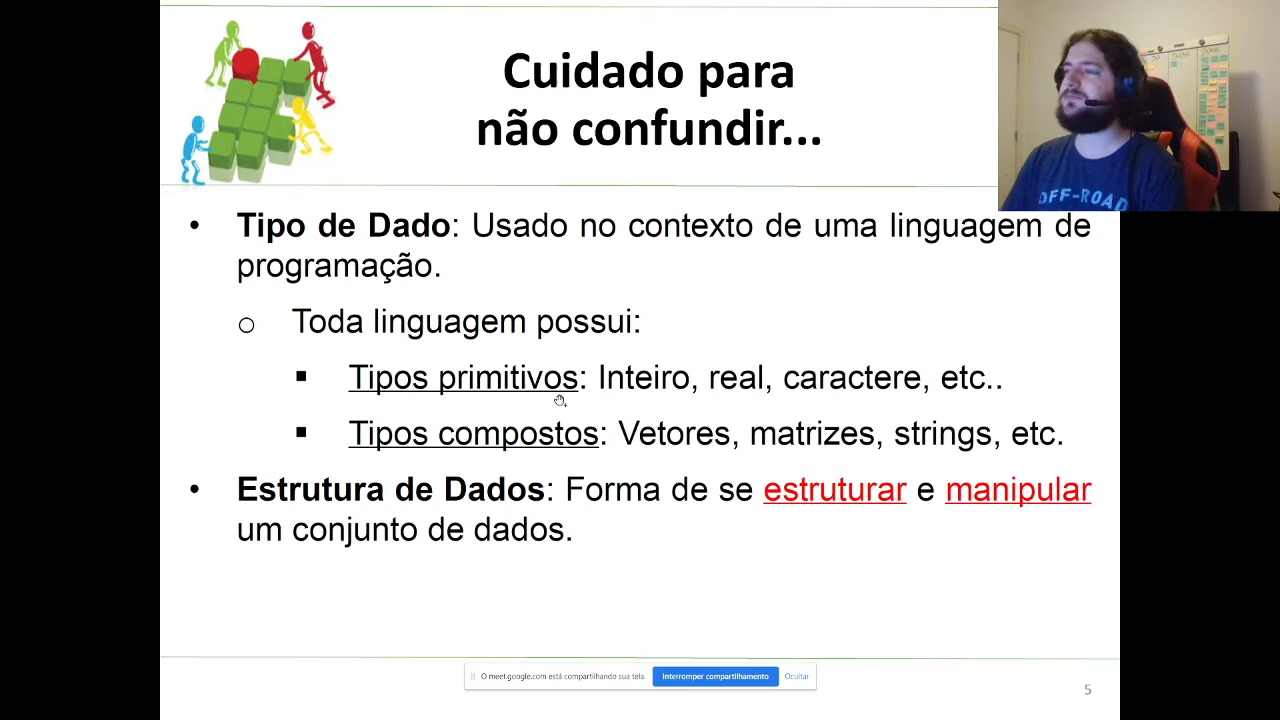 Cuidado para
não confundir...
OFF-ROAD
• Tipo de Dado: Usado no contexto de uma linguagem de
programação.
o Toda linguagem possui:
▪ Tipos primitivos: Inteiro, real, caractere, etc..
▪ Tipos compostos: Vetores, matrizes, strings, etc.
• Estrutura de Dados: Forma de se estruturar e manipular
um conjunto de dados.
O meet.google.com está compartilhando sua tela. Interromper compartilhamento Ocultar
5